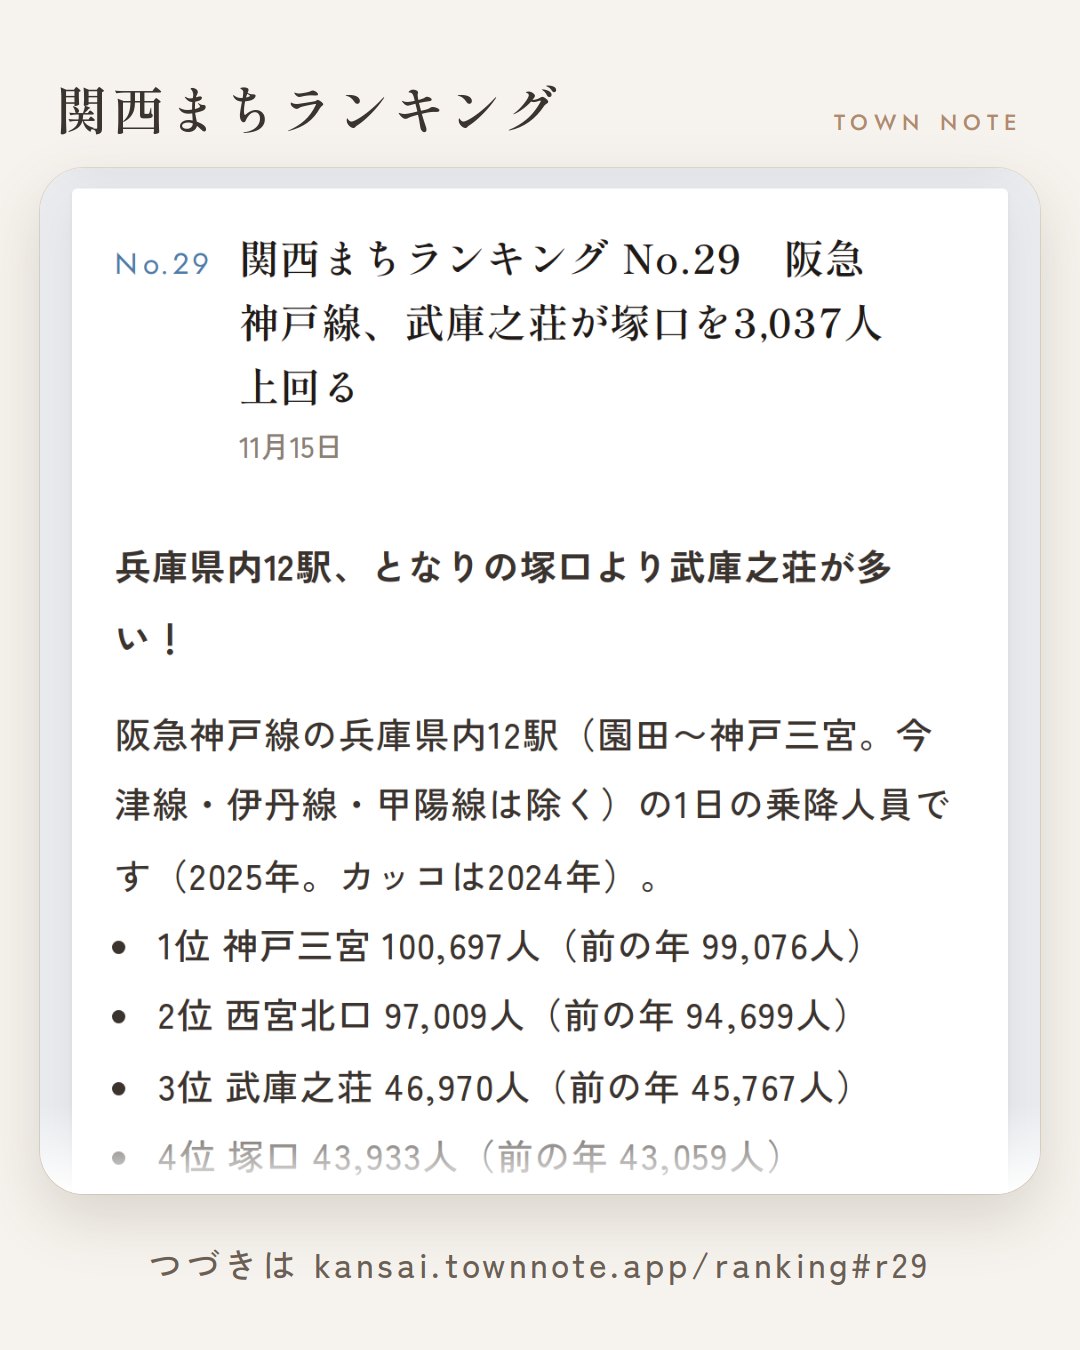 関西まちランキング
TOWN NOTE
No.29 関西まちランキング No.29　阪急
神戸線、武庫之荘が塚口を3,037人
上回る
11月15日
兵庫県内12駅、となりの塚口より武庫之荘が多
い！
阪急神戸線の兵庫県内12駅（園田〜神戸三宮。今
津線・伊丹線・甲陽線は除く）の1日の乗降人員で
す（2025年。カッコは2024年）。
• 1位 神戸三宮 100,697人（前の年 99,076人）
• 2位 西宮北口 97,009人（前の年 94,699人）
• 3位 武庫之荘 46,970人（前の年 45,767人）
• 4位 塚口 43,933人（前の年 43,059人）
つづきは kansai.townnote.app/ranking#r29